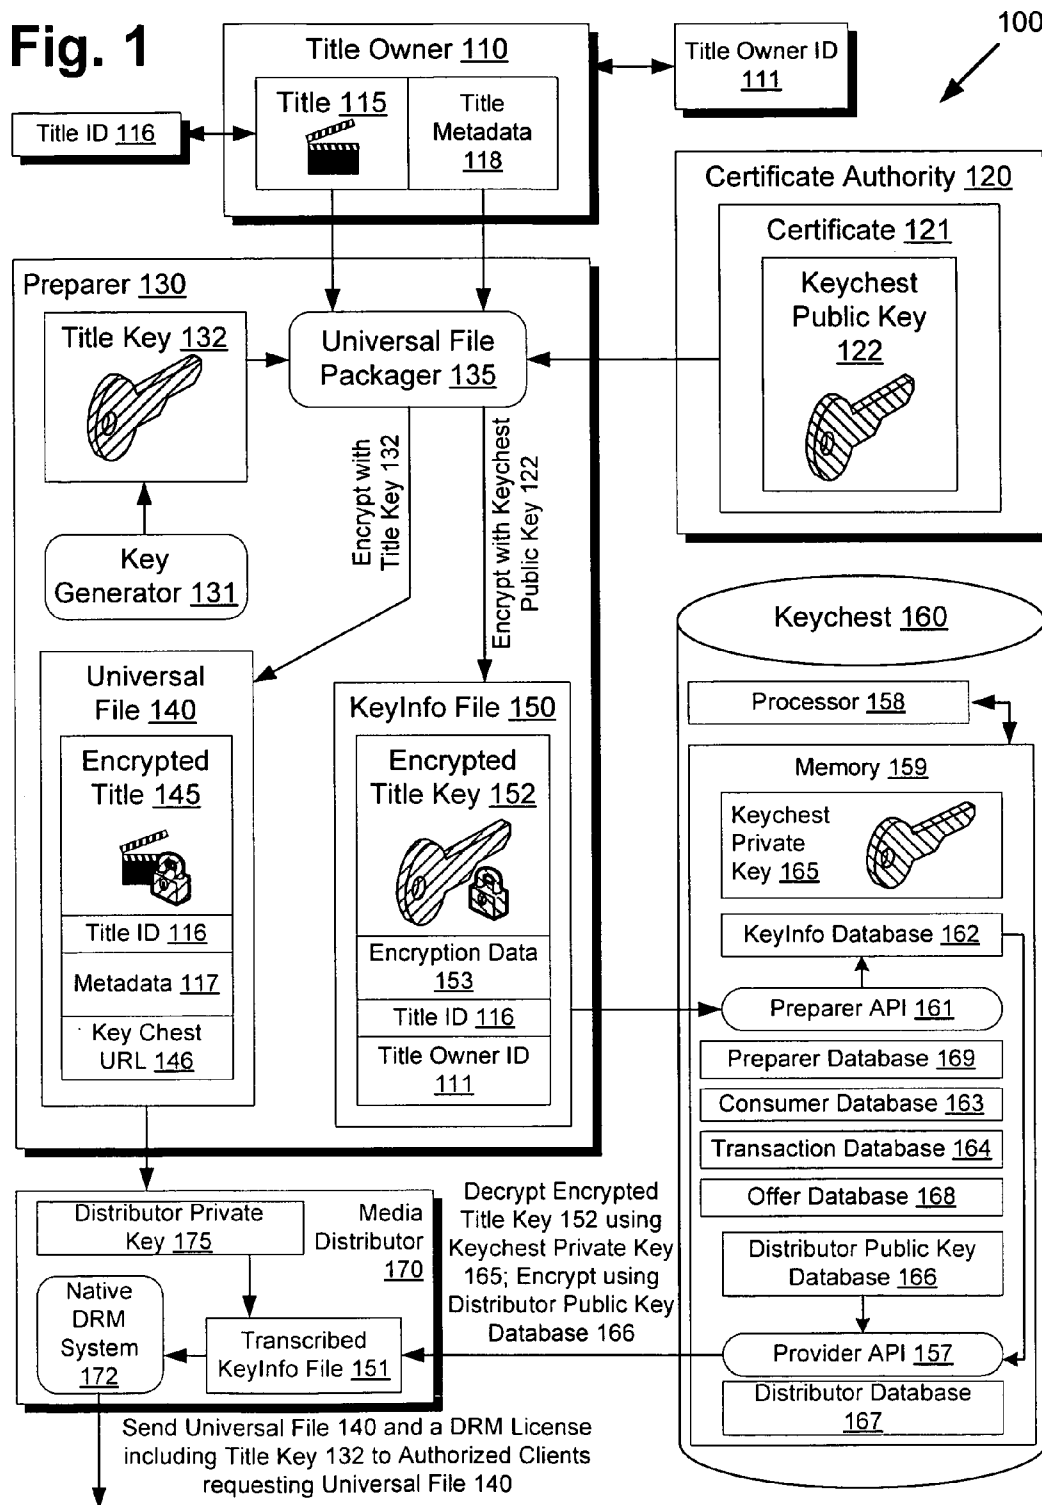 Fig. 1
100
Title Owner 110
Title Owner ID
111
Title ID 116
Title 115
Title
Metadata
118
Certificate Authority 120
Certificate 121
Keychest
Public Key
122
Preparer 130
Title Key 132
Universal File
Packager 135
Encrypt with
Title Key 132
Encrypt with Keychest
Public Key 122
Key
Generator 131
Universal
File 140
Encrypted
Title 145
Title ID 116
Metadata 117
Key Chest
URL 146
KeyInfo File 150
Encrypted
Title Key 152
Encryption Data
153
Title ID 116
Title Owner ID
111
Keychest 160
Processor 158
Memory 159
Keychest
Private
Key 165
KeyInfo Database 162
Preparer API 161
Preparer Database 169
Consumer Database 163
Transaction Database 164
Offer Database 168
Distributor Public Key
Database 166
Provider API 157
Distributor Database
167
Distributor Private
Key 175
Media
Distributor
170
Native
DRM
System
172
Transcribed
KeyInfo File 151
Decrypt Encrypted
Title Key 152 using
Keychest Private Key
165; Encrypt using
Distributor Public Key
Database 166
Send Universal File 140 and a DRM License
including Title Key 132 to Authorized Clients
requesting Universal File 140